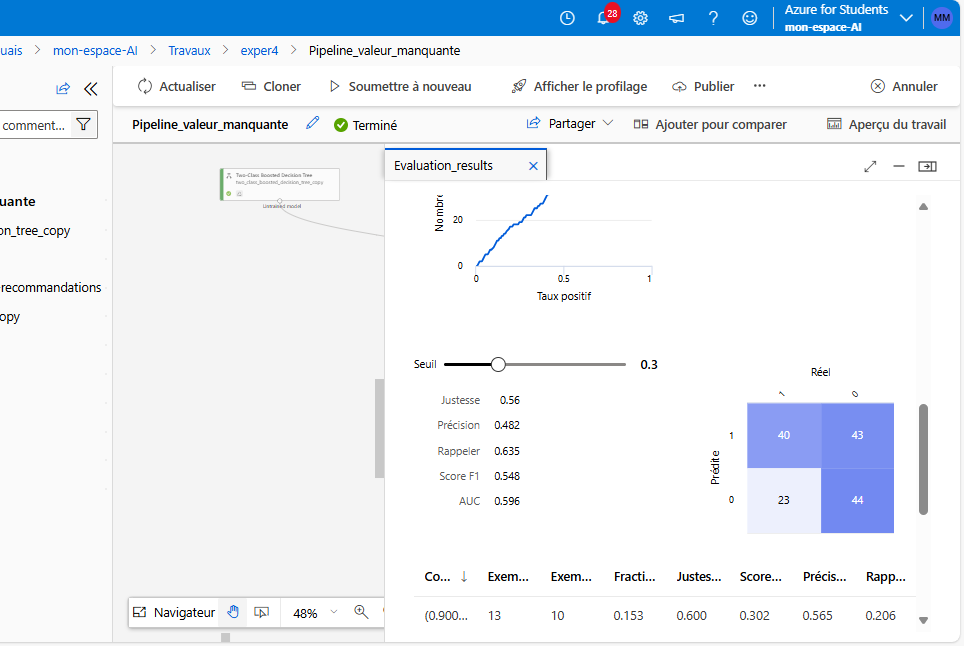 28
Azure for Students
mon-espace-AI
MM
uais > mon-espace-AI > Travaux > exper4 > Pipeline_valeur_manquante
Actualiser Cloner Soumettre à nouveau Afficher le profilage Publier ... Annuler
comment...
Pipeline_valeur_manquante Terminé Partager Ajouter pour comparer Aperçu du travail
Two-Class Boosted Decision Tree
two_class_boosted_decision_tree_copy
Untrained model
uante
on_tree_copy
recommandations
opy
Evaluation_results
Nombre
20
0
0 0.5 1
Taux positif
Seuil 0.3
Justesse 0.56
Précision 0.482
Rappeler 0.635
Score F1 0.548
AUC 0.596
Réel
1 0
Prédite
1 40 43
0 23 44
Co... ↓ Exem... Exem... Fracti... Justes... Score... Précis... Rapp...
(0.900... 13 10 0.153 0.600 0.302 0.565 0.206
Navigateur 48%